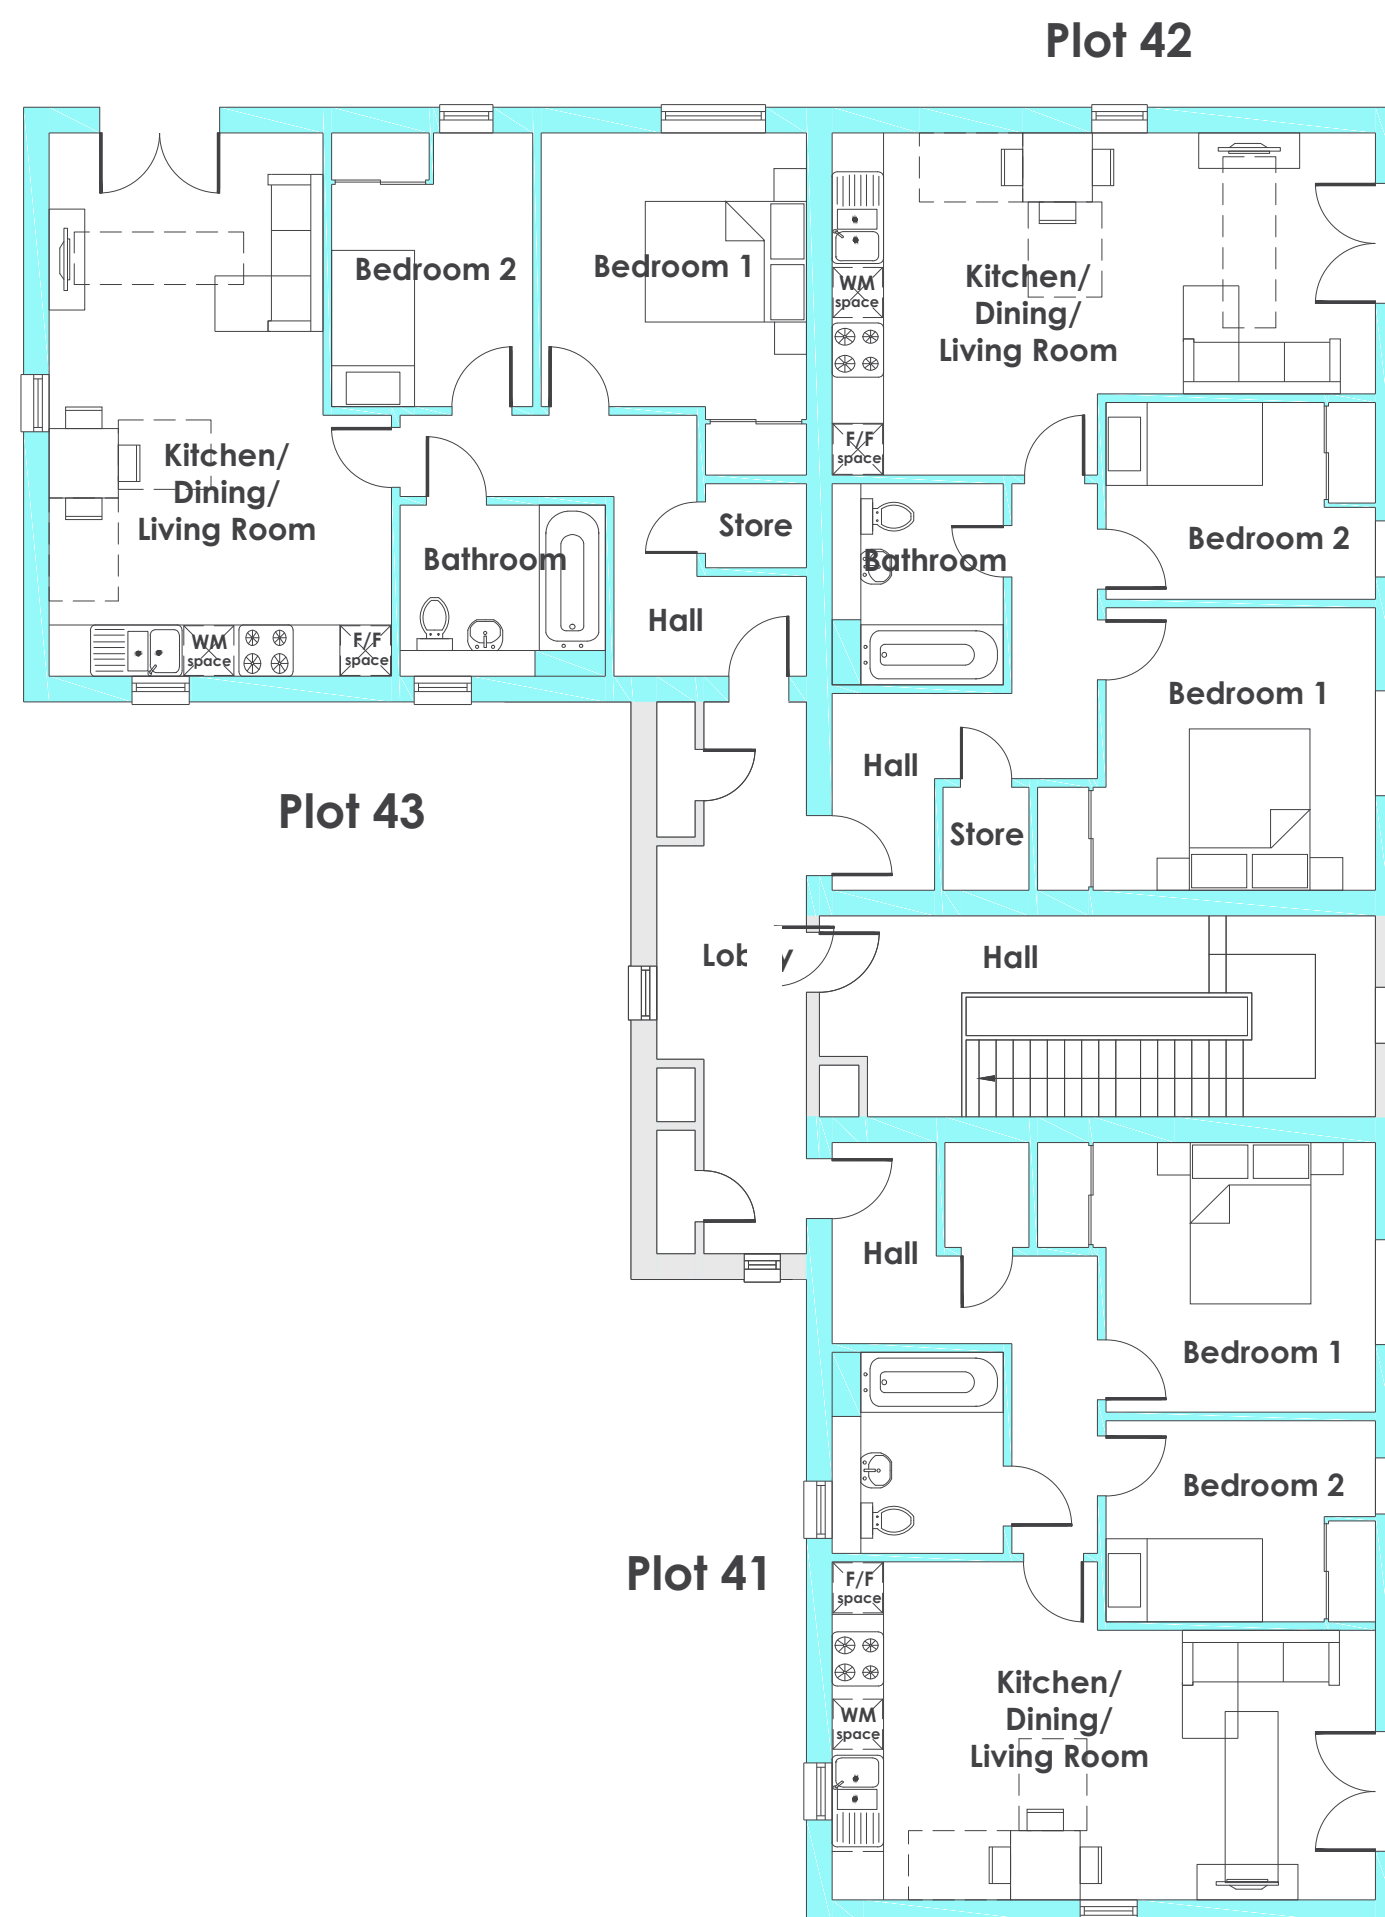 Plot 42
Bedroom 2
Bedroom 1
Kitchen/
Dining/
Living Room
WM
space
F/F
space
Kitchen/
Dining/
Living Room
Bathroom
Store
Hall
WM
space
F/F
space
Bathroom
Bedroom 2
Bedroom 1
Hall
Store
Plot 43
Hall
Hall
Bedroom 1
Bedroom 2
Plot 41
F/F
space
WM
space
Kitchen/
Dining/
Living Room